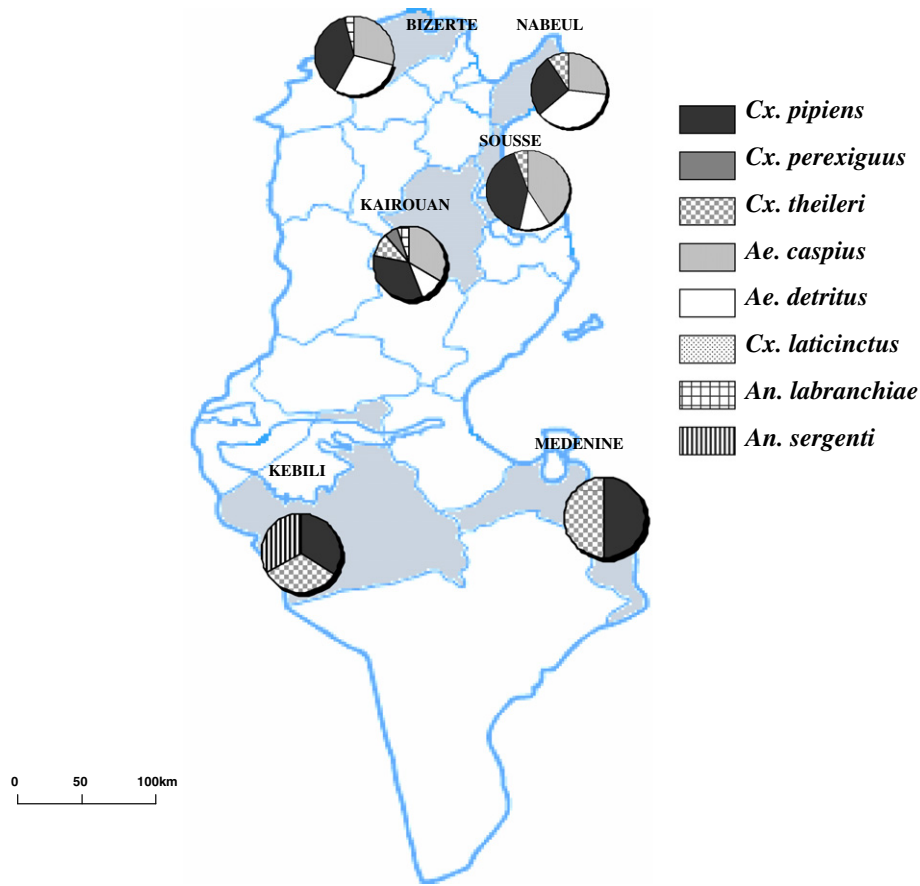 BIZERTE
NABEUL
SOUSSE
KAIROUAN
KEBILI
MEDENINE
Cx. pipiens
Cx. perexiguus
Cx. theileri
Ae. caspius
Ae. detritus
Cx. laticinctus
An. labranchiae
An. sergenti
0 50 100km